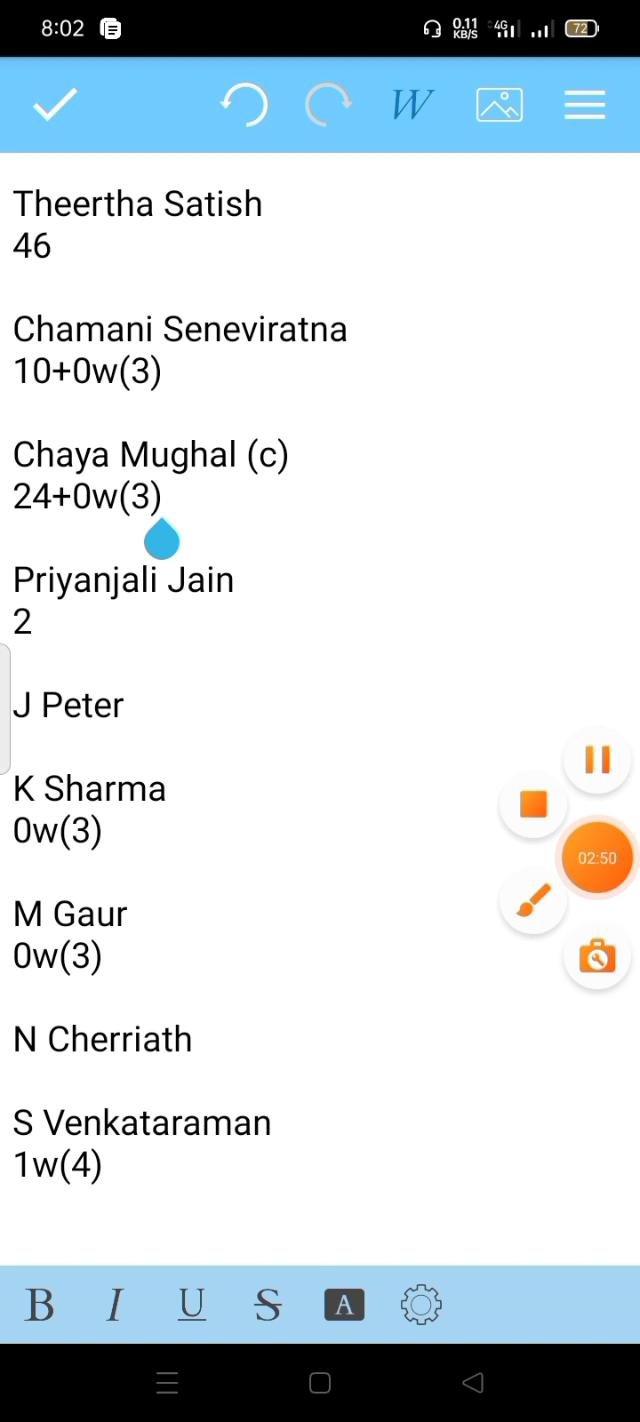 8:02
0.11
KB/S
4G
72
W
Theertha Satish
46
Chamani Seneviratna
10+0w(3)
Chaya Mughal (c)
24+0w(3)
Priyanjali Jain
2
J Peter
K Sharma
0w(3)
M Gaur
0w(3)
02:50
N Cherriath
S Venkataraman
1w(4)
B I U S A